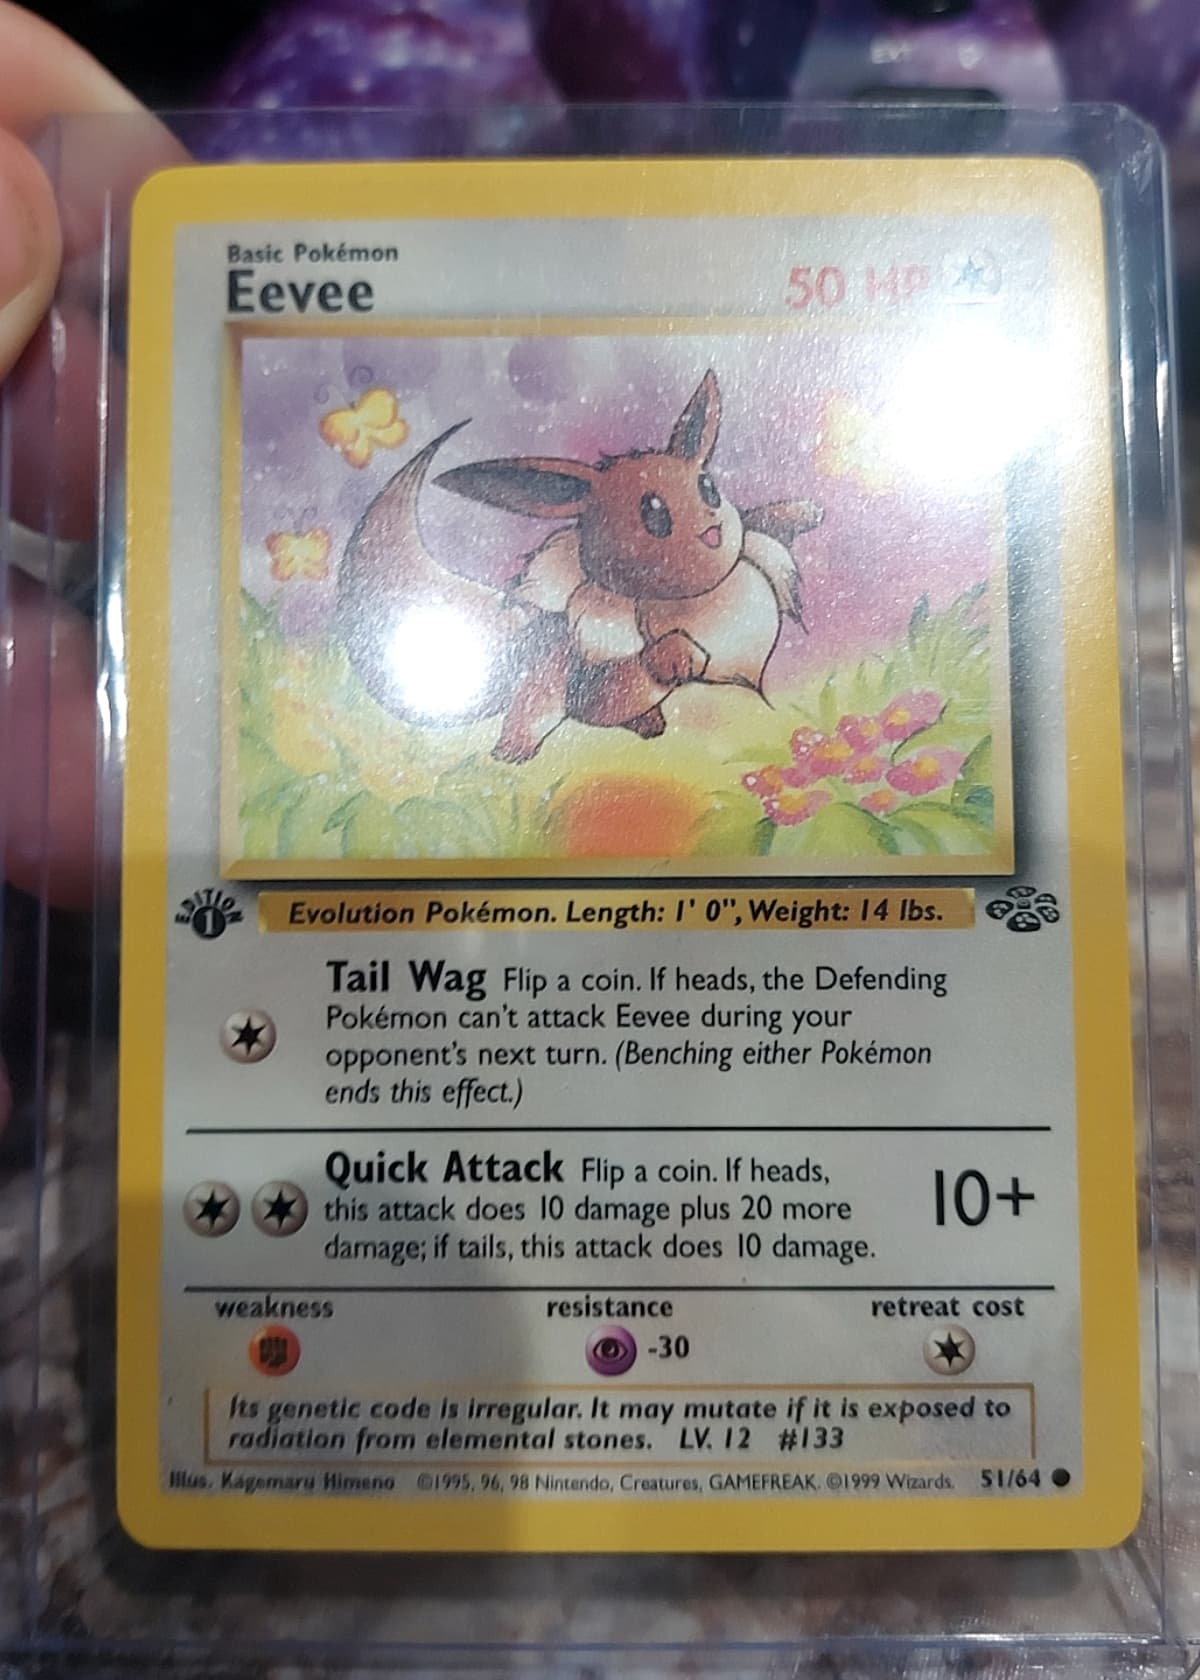 Basic Pokémon
Eevee
50 HP
EDITION
1
Evolution Pokémon. Length: 1' 0", Weight: 14 lbs.
Tail Wag Flip a coin. If heads, the Defending
Pokémon can't attack Eevee during your
opponent's next turn. (Benching either Pokémon
ends this effect.)
Quick Attack Flip a coin. If heads,
this attack does 10 damage plus 20 more
damage; if tails, this attack does 10 damage.
10+
weakness
resistance
retreat cost
-30
Its genetic code is irregular. It may mutate if it is exposed to
radiation from elemental stones. LV. 12 #133
Illus. Kagemaru Himeno ©1995, 96, 98 Nintendo, Creatures, GAMEFREAK. ©1999 Wizards. 51/64